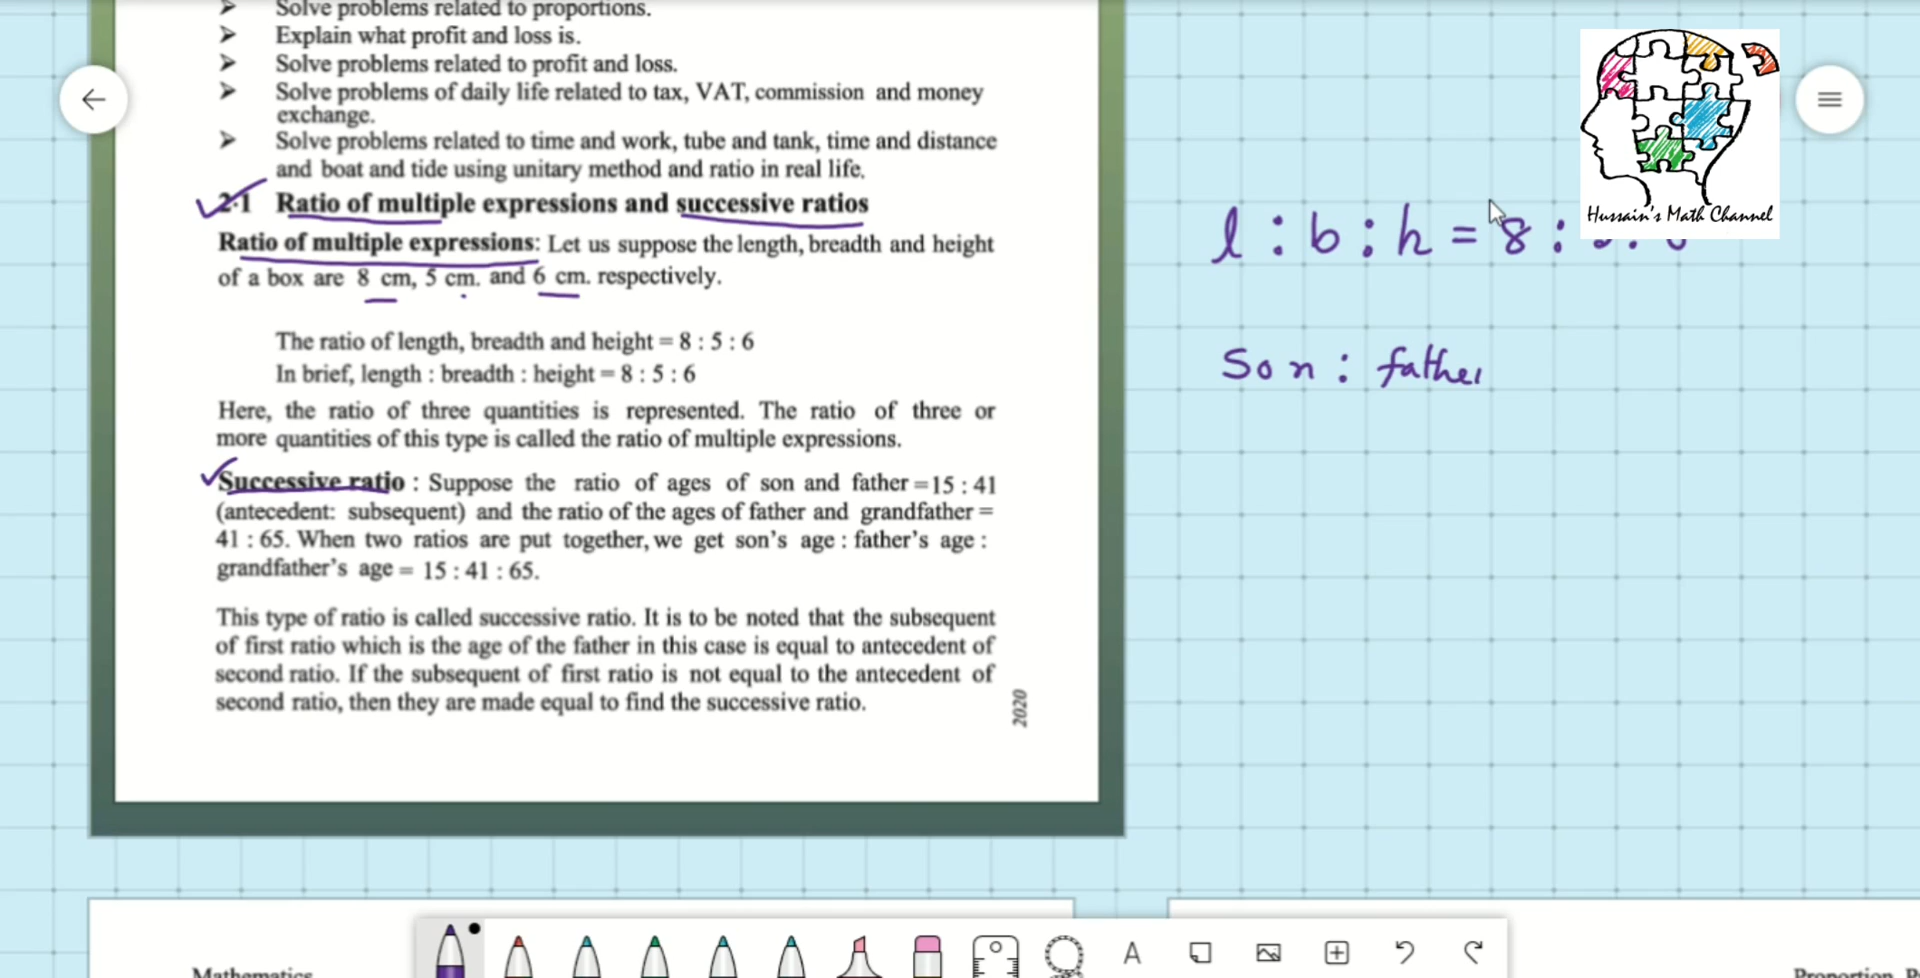 Solve problems related to proportions.
Explain what profit and loss is.
Solve problems related to profit and loss.
Solve problems of daily life related to tax, VAT, commission and money
exchange.
Solve problems related to time and work, tube and tank, time and distance
and boat and tide using unitary method and ratio in real life.
2·1 Ratio of multiple expressions and successive ratios
Ratio of multiple expressions: Let us suppose the length, breadth and height
of a box are 8 cm, 5 cm. and 6 cm. respectively.
The ratio of length, breadth and height = 8 : 5 : 6
In brief, length : breadth : height = 8 : 5 : 6
Here, the ratio of three quantities is represented. The ratio of three or
more quantities of this type is called the ratio of multiple expressions.
Successive ratio : Suppose the ratio of ages of son and father =15 : 41
(antecedent: subsequent) and the ratio of the ages of father and grandfather =
41 : 65. When two ratios are put together, we get son’s age : father’s age :
grandfather’s age = 15 : 41 : 65.
This type of ratio is called successive ratio. It is to be noted that the subsequent
of first ratio which is the age of the father in this case is equal to antecedent of
second ratio. If the subsequent of first ratio is not equal to the antecedent of
second ratio, then they are made equal to find the successive ratio.
2020
Hussain's Math Channel
l : b : h = 8 :
Son : father
Mathematics
A